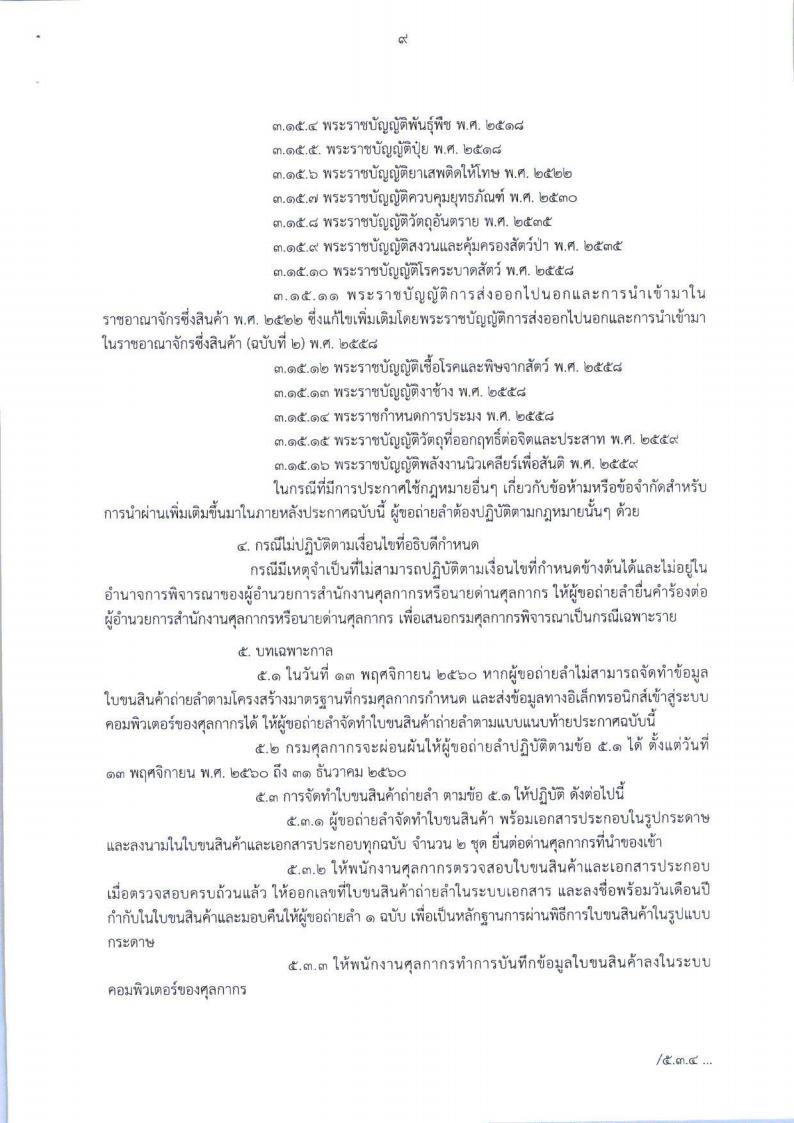 ๙
๓.๑๕.๔ พระราชบัญญัติพันธุ์พืช พ.ศ. ๒๕๑๘
๓.๑๕.๕. พระราชบัญญัติปุ๋ย พ.ศ. ๒๕๑๘
๓.๑๕.๖ พระราชบัญญัติยาเสพติดให้โทษ พ.ศ. ๒๕๒๒
๓.๑๕.๗ พระราชบัญญัติควบคุมยุทธภัณฑ์ พ.ศ. ๒๕๓๐
๓.๑๕.๘ พระราชบัญญัติวัตถุอันตราย พ.ศ. ๒๕๓๕
๓.๑๕.๙ พระราชบัญญัติสงวนและคุ้มครองสัตว์ป่า พ.ศ. ๒๕๓๕
๓.๑๕.๑๐ พระราชบัญญัติโรคระบาดสัตว์ พ.ศ. ๒๕๕๘
๓.๑๕.๑๑ พระราชบัญญัติการส่งออกไปนอกและการนำเข้ามาใน
ราชอาณาจักรซึ่งสินค้า พ.ศ. ๒๕๒๒ ซึ่งแก้ไขเพิ่มเติมโดยพระราชบัญญัติการส่งออกไปนอกและการนำเข้ามา
ในราชอาณาจักรซึ่งสินค้า (ฉบับที่ ๒) พ.ศ. ๒๕๕๘
๓.๑๕.๑๒ พระราชบัญญัติเชื้อโรคและพิษจากสัตว์ พ.ศ. ๒๕๕๘
๓.๑๕.๑๓ พระราชบัญญัติงาช้าง พ.ศ. ๒๕๕๘
๓.๑๕.๑๔ พระราชกำหนดการประมง พ.ศ. ๒๕๕๘
๓.๑๕.๑๕ พระราชบัญญัติวัตถุที่ออกฤทธิ์ต่อจิตและประสาท พ.ศ. ๒๕๕๙
๓.๑๕.๑๖ พระราชบัญญัติพลังงานนิวเคลียร์เพื่อสันติ พ.ศ. ๒๕๕๙
ในกรณีที่มีการประกาศใช้กฎหมายอื่นๆ เกี่ยวกับข้อห้ามหรือข้อจำกัดสำหรับ
การนำผ่านเพิ่มเติมขึ้นมาในภายหลังประกาศฉบับนี้ ผู้ขอถ่ายลำต้องปฏิบัติตามกฎหมายนั้นๆ ด้วย
๔. กรณีไม่ปฏิบัติตามเงื่อนไขที่อธิบดีกำหนด
กรณีมีเหตุจำเป็นที่ไม่สามารถปฏิบัติตามเงื่อนไขที่กำหนดข้างต้นได้และไม่อยู่ใน
อำนาจการพิจารณาของผู้อำนวยการสำนักงานศุลกากรหรือนายด่านศุลกากร ให้ผู้ขอถ่ายลำยื่นคำร้องต่อ
ผู้อำนวยการสำนักงานศุลกากรหรือนายด่านศุลกากร เพื่อเสนอกรมศุลกากรพิจารณาเป็นกรณีเฉพาะราย
๕. บทเฉพาะกาล
๕.๑ ในวันที่ ๑๓ พฤศจิกายน ๒๕๖๐ หากผู้ขอถ่ายลำไม่สามารถจัดทำข้อมูล
ใบขนสินค้าถ่ายลำตามโครงสร้างมาตรฐานที่กรมศุลกากรกำหนด และส่งข้อมูลทางอิเล็กทรอนิกส์เข้าสู่ระบบ
คอมพิวเตอร์ของศุลกากรได้ ให้ผู้ขอถ่ายลำจัดทำใบขนสินค้าถ่ายลำตามแบบแนบท้ายประกาศฉบับนี้
๕.๒ กรมศุลกากรจะผ่อนผันให้ผู้ขอถ่ายลำปฏิบัติตามข้อ ๕.๑ ได้ ตั้งแต่วันที่
๑๓ พฤศจิกายน พ.ศ. ๒๕๖๐ ถึง ๓๑ ธันวาคม ๒๕๖๐
๕.๓ การจัดทำใบขนสินค้าถ่ายลำ ตามข้อ ๕.๑ ให้ปฏิบัติ ดังต่อไปนี้
๕.๓.๑ ผู้ขอถ่ายลำจัดทำใบขนสินค้า พร้อมเอกสารประกอบในรูปกระดาษ
และลงนามในใบขนสินค้าและเอกสารประกอบทุกฉบับ จำนวน ๒ ชุด ยื่นต่อด่านศุลกากรที่นำของเข้า
๕.๓.๒ ให้พนักงานศุลกากรตรวจสอบใบขนสินค้าและเอกสารประกอบ
เมื่อตรวจสอบครบถ้วนแล้ว ให้ออกเลขที่ใบขนสินค้าถ่ายลำในระบบเอกสาร และลงชื่อพร้อมวันเดือนปี
กำกับในใบขนสินค้าและมอบคืนให้ผู้ขอถ่ายลำ ๑ ฉบับ เพื่อเป็นหลักฐานการผ่านพิธีการใบขนสินค้าในรูปแบบ
กระดาษ
๕.๓.๓ ให้พนักงานศุลกากรทำการบันทึกข้อมูลใบขนสินค้าลงในระบบ
คอมพิวเตอร์ของศุลกากร
/๕.๓.๔ ...